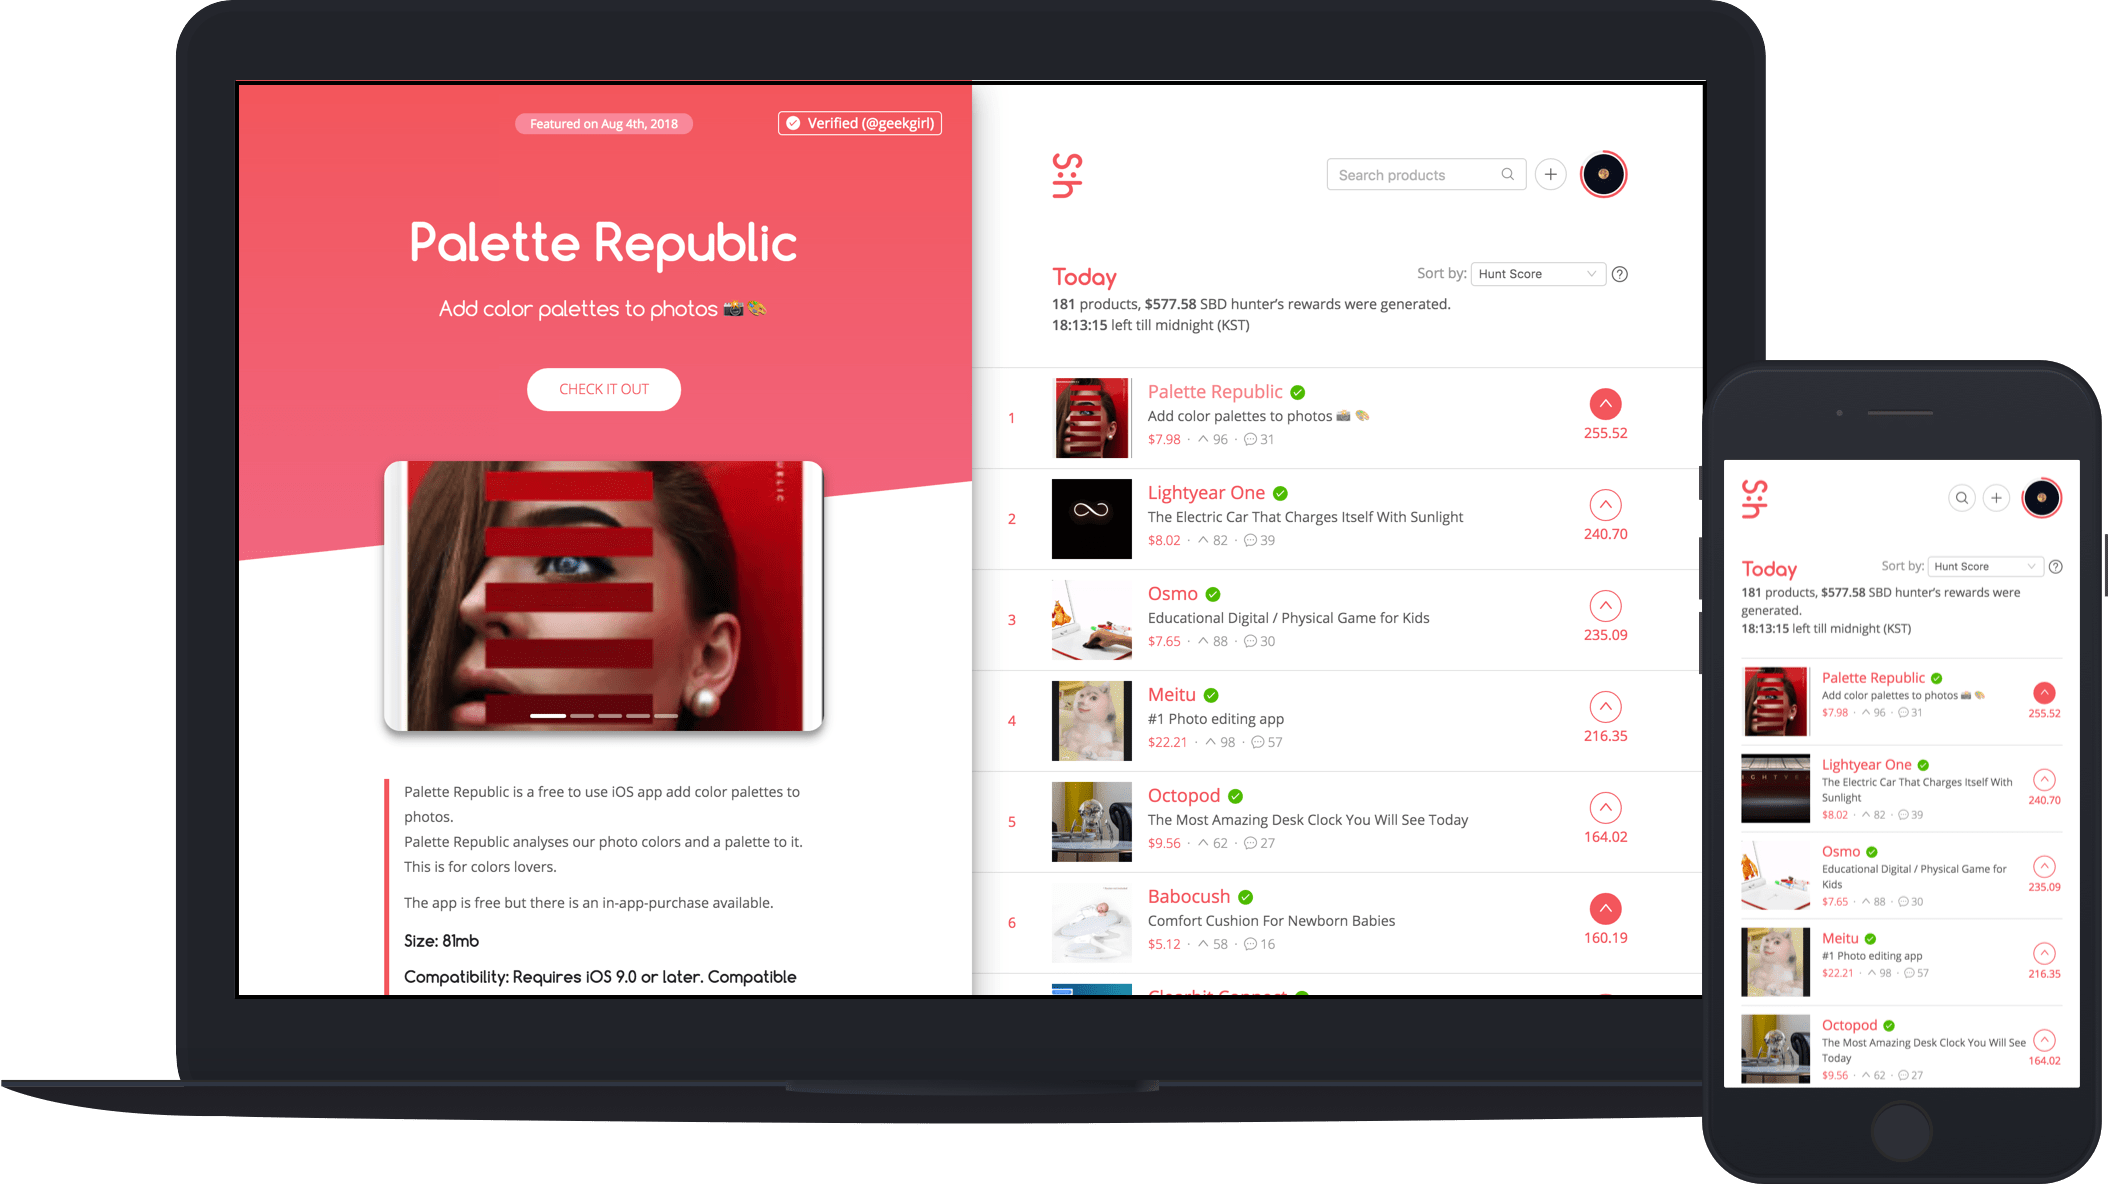 Featured on Aug 4th, 2018
Verified (@geekgirl)
Palette Republic
Add color palettes to photos 📸🎨
CHECK IT OUT
Palette Republic is a free to use iOS app add color palettes to
photos.
Palette Republic analyses our photo colors and a palette to it.
This is for colors lovers.
The app is free but there is an in-app-purchase available.
Size: 81mb
Compatibility: Requires iOS 9.0 or later. Compatible
S:h
Search products
Today
Sort by: Hunt Score
181 products, $577.58 SBD hunter's rewards were generated.
18:13:15 left till midnight (KST)
1
Palette Republic
Add color palettes to photos 📸🎨
$7.98 · 96 · 31
255.52
2
Lightyear One
The Electric Car That Charges Itself With Sunlight
$8.02 · 82 · 39
240.70
3
Osmo
Educational Digital / Physical Game for Kids
$7.65 · 88 · 30
235.09
4
Meitu
#1 Photo editing app
$22.21 · 98 · 57
216.35
5
Octopod
The Most Amazing Desk Clock You Will See Today
$9.56 · 62 · 27
164.02
6
Babocush
Comfort Cushion For Newborn Babies
$5.12 · 58 · 16
160.19
Clearbit Connect
S:h
Today
Sort by: Hunt Score
181 products, $577.58 SBD hunter's rewards were
generated.
18:13:15 left till midnight (KST)
Palette Republic
Add color palettes to photos 📸🎨
$7.98 · 96 · 31
255.52
Lightyear One
The Electric Car That Charges Itself With
Sunlight
$8.02 · 82 · 39
240.70
Osmo
Educational Digital / Physical Game for
Kids
$7.65 · 88 · 30
235.09
Meitu
#1 Photo editing app
$22.21 · 98 · 57
216.35
Octopod
The Most Amazing Desk Clock You Will See
Today
$9.56 · 62 · 27
164.02